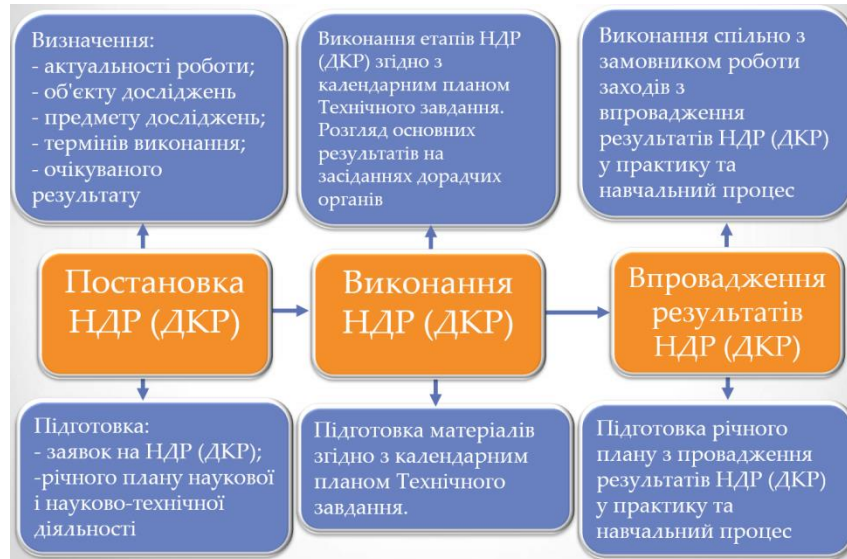 Визначення:
- актуальності роботи;
- об'єкту досліджень
- предмету досліджень;
- термінів виконання;
- очікуваного
результату
Виконання етапів НДР
(ДКР) згідно з
календарним планом
Технічного завдання.
Розгляд основних
результатів на
засіданнях дорадчих
органів
Виконання спільно з
замовником роботи
заходів з
впровадження
результатів НДР (ДКР)
у практику та
навчальний процес
Постановка
НДР (ДКР)
Виконання
НДР (ДКР)
Впровадження
результатів
НДР (ДКР)
Підготовка:
- заявок на НДР (ДКР);
-річного плану наукової
і науково-технічної
діяльності
Підготовка матеріалів
згідно з календарним
планом Технічного
завдання.
Підготовка річного
плану з провадження
результатів НДР (ДКР)
у практику та
навчальний процес